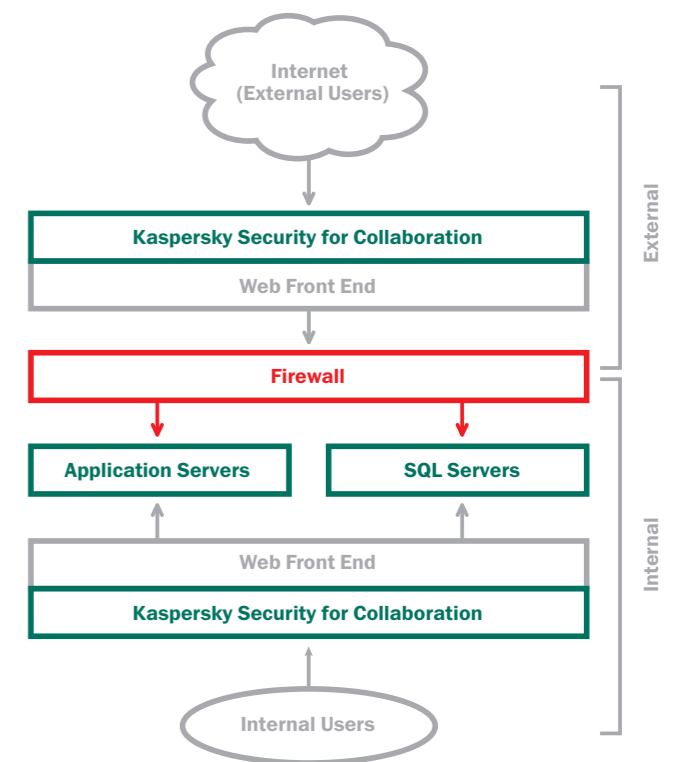 Internet
(External Users)
Kaspersky Security for Collaboration
Web Front End
External
Firewall
Application Servers
SQL Servers
Web Front End
Internal
Kaspersky Security for Collaboration
Internal Users